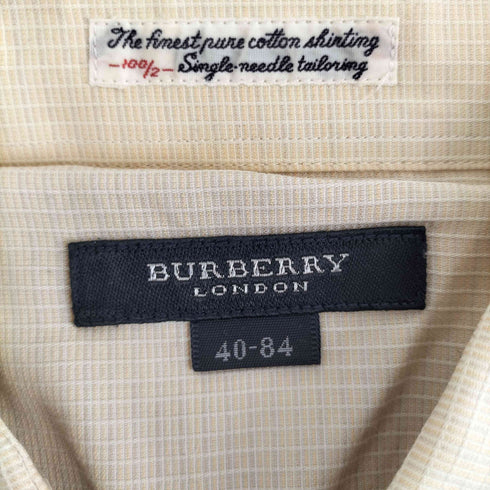 The finest pure cotton shirting
-100/2- Single-needle tailoring
BURBERRY
LONDON
40-84